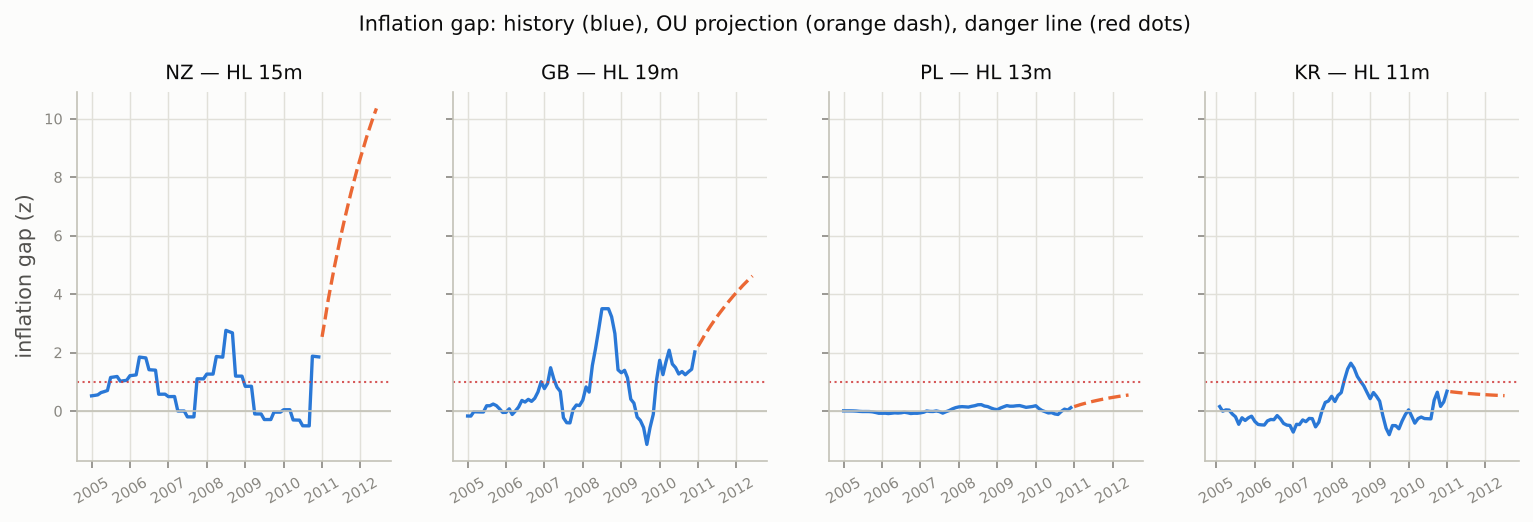 Inflation gap: history (blue), OU projection (orange dash), danger line (red dots)
NZ — HL 15m
GB — HL 19m
PL — HL 13m
KR — HL 11m
inflation gap (z)
10
8
6
4
2
0
2005 2006 2007 2008 2009 2010 2011 2012
2005 2006 2007 2008 2009 2010 2011 2012
2005 2006 2007 2008 2009 2010 2011 2012
2005 2006 2007 2008 2009 2010 2011 2012